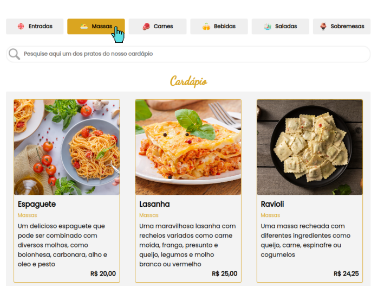 Entradas Massas Carnes Bebidas Saladas Sobremesas
Pesquise aqui um dos pratos do nosso cardápio
Cardápio
Espaguete
Massas
Um delicioso espaguete que
pode ser combinado com
diversos molhos, como
bolonhesa, carbonara, alho e
oleo e pesto
R$ 20,00
Lasanha
Massas
Uma maravilhosa lasanha com
recheios variados como carne
moída, frango, presunto e
queijo, legumes e molho
branco ou vermelho
R$ 25,00
Ravioli
Massas
Uma massa recheada com
diferentes ingredientes como
queijo, carne, espinafre ou
cogumelos
R$ 24,25